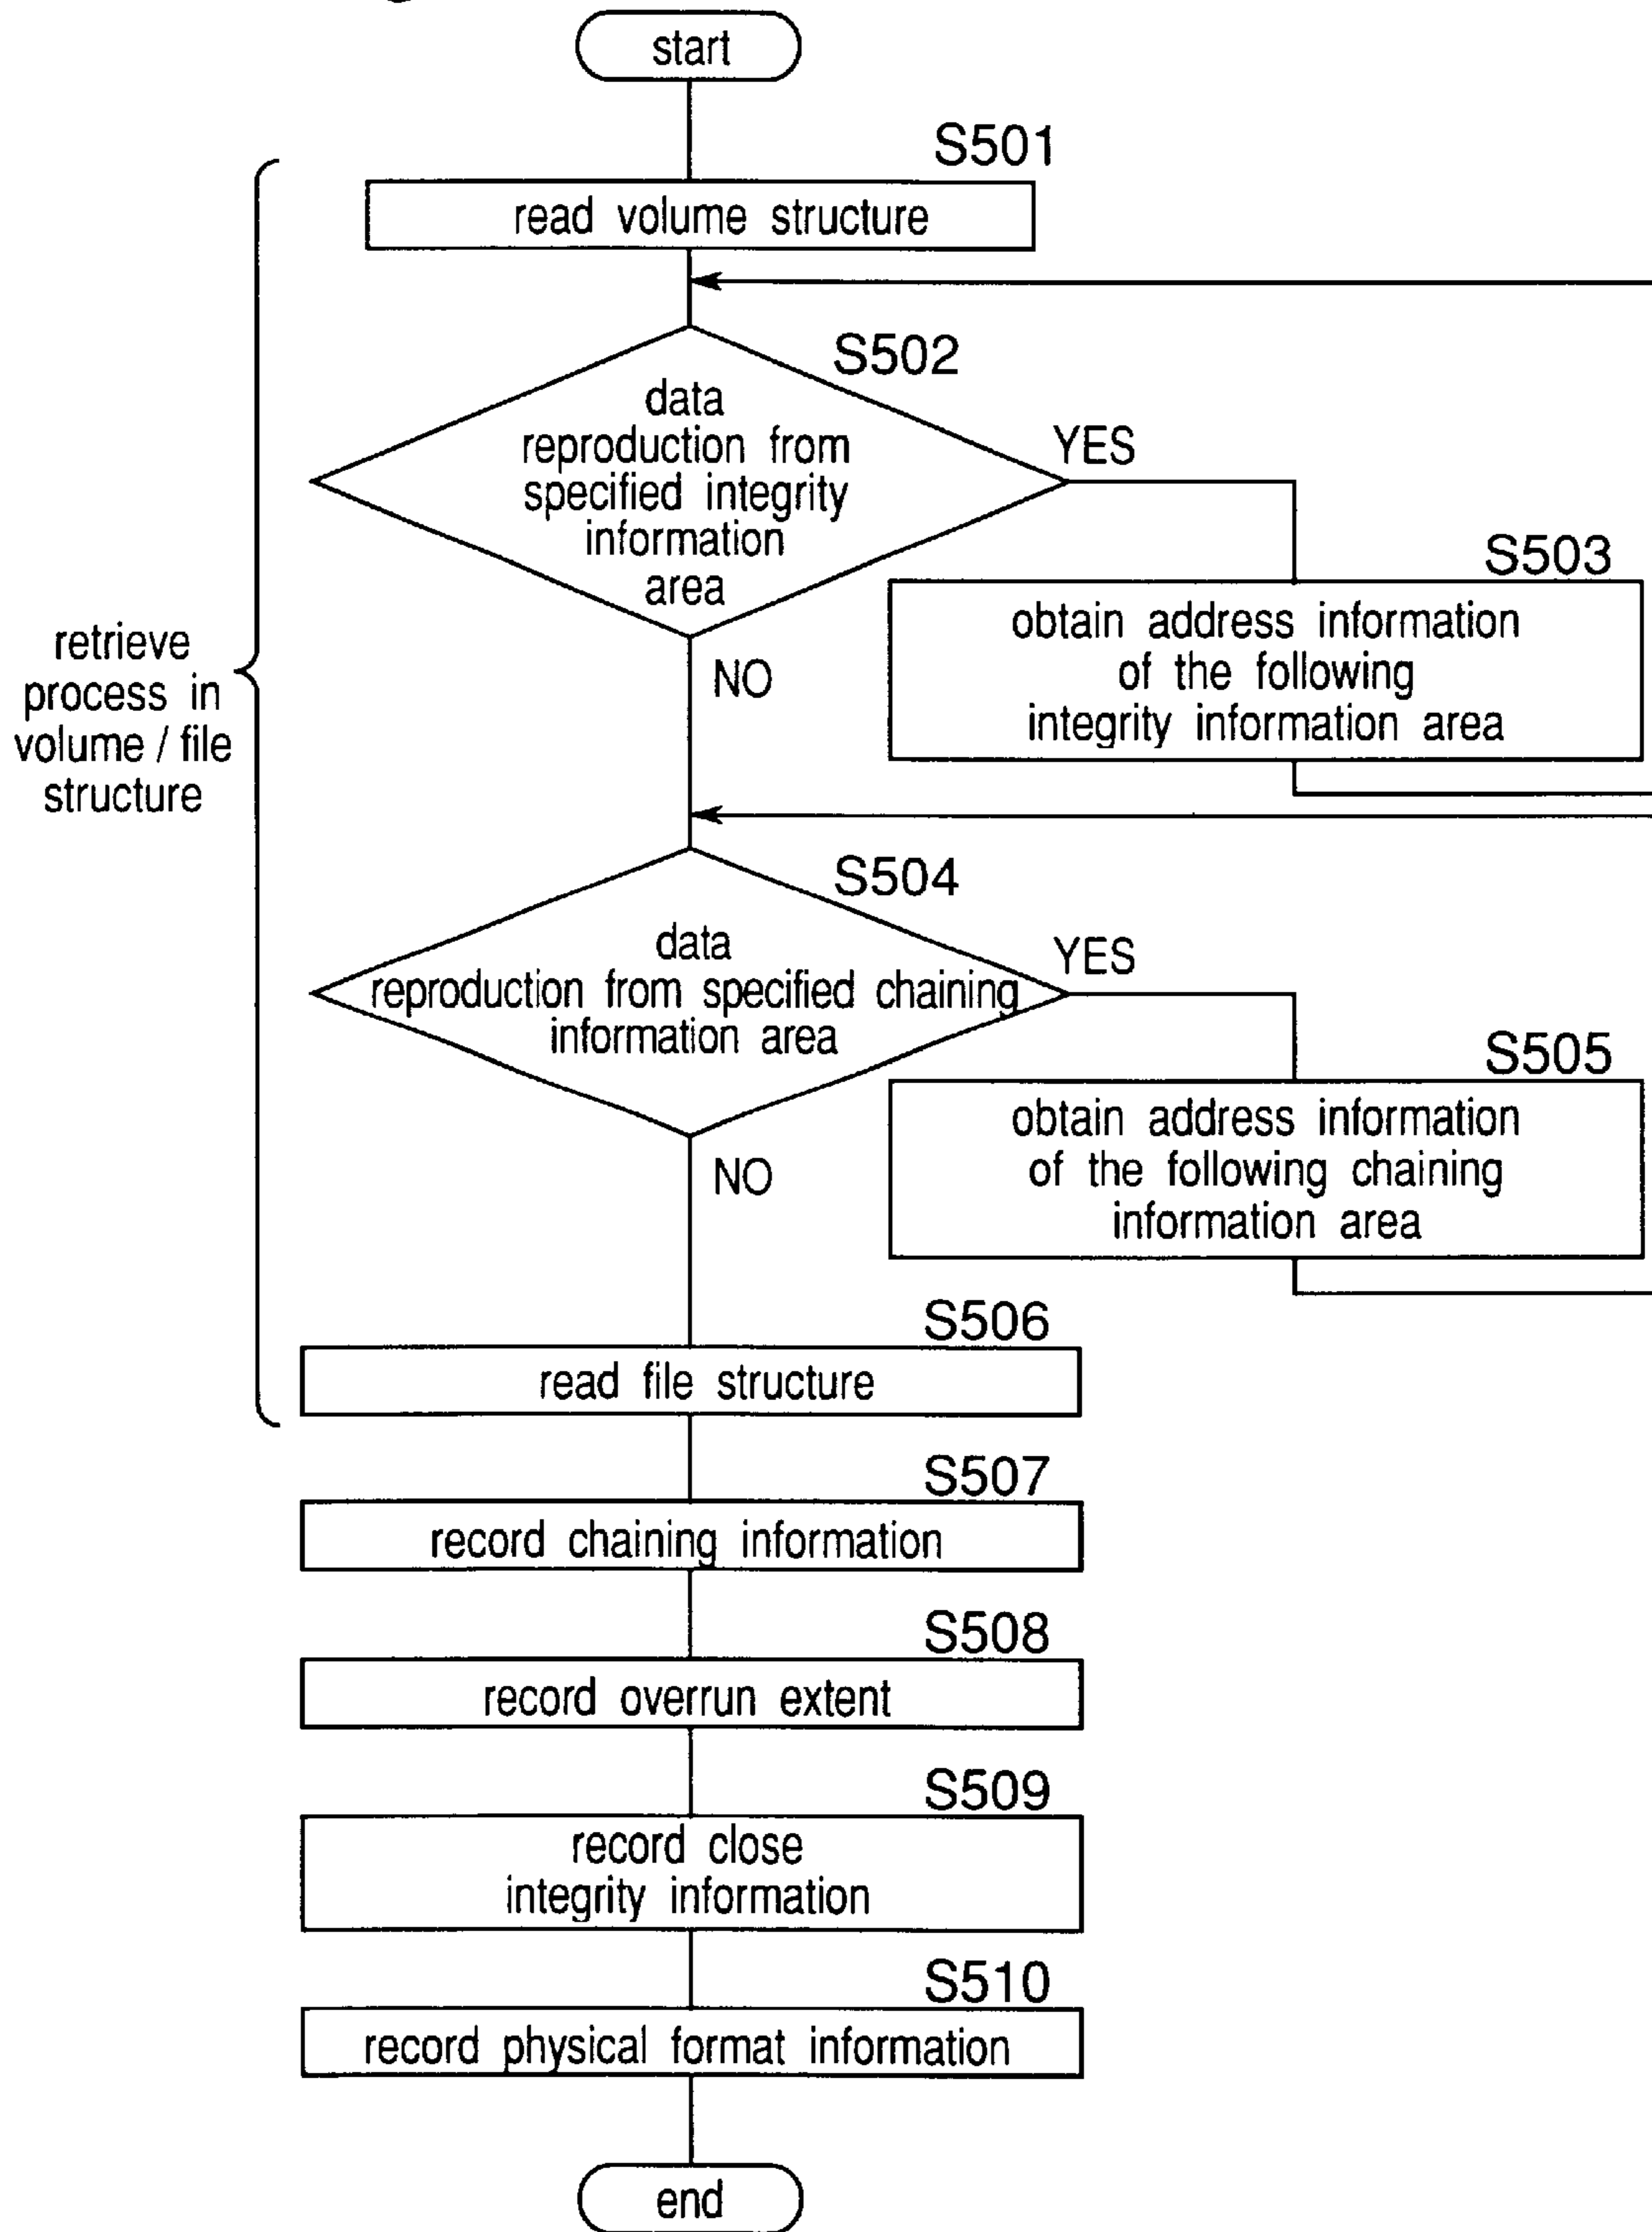 start
S501
read volume structure
S502
data
reproduction from
specified integrity
information
area
YES
S503
obtain address information
of the following
integrity information area
NO
retrieve
process in
volume / file
structure
S504
data
reproduction from specified chaining
information area
YES
S505
obtain address information
of the following chaining
information area
NO
S506
read file structure
S507
record chaining information
S508
record overrun extent
S509
record close
integrity information
S510
record physical format information
end